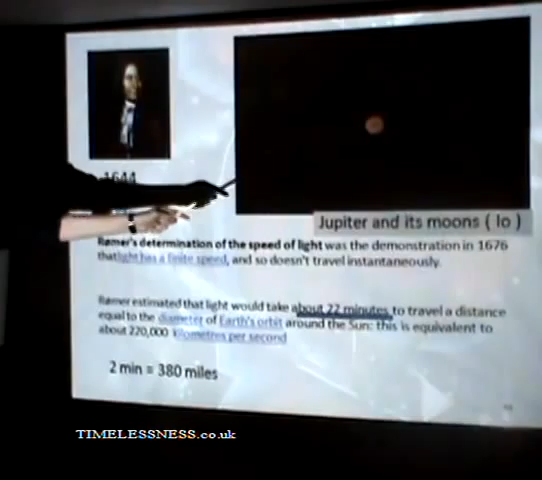 1644
Jupiter and its moons ( Io )
Rømer's determination of the speed of light was the demonstration in 1676
that light has a finite speed, and so doesn't travel instantaneously.
Rømer estimated that light would take about 22 minutes to travel a distance
equal to the diameter of Earth's orbit around the Sun: this is equivalent to
about 220,000 kilometres per second
2 min = 380 miles
TIMELESSNESS.co.uk